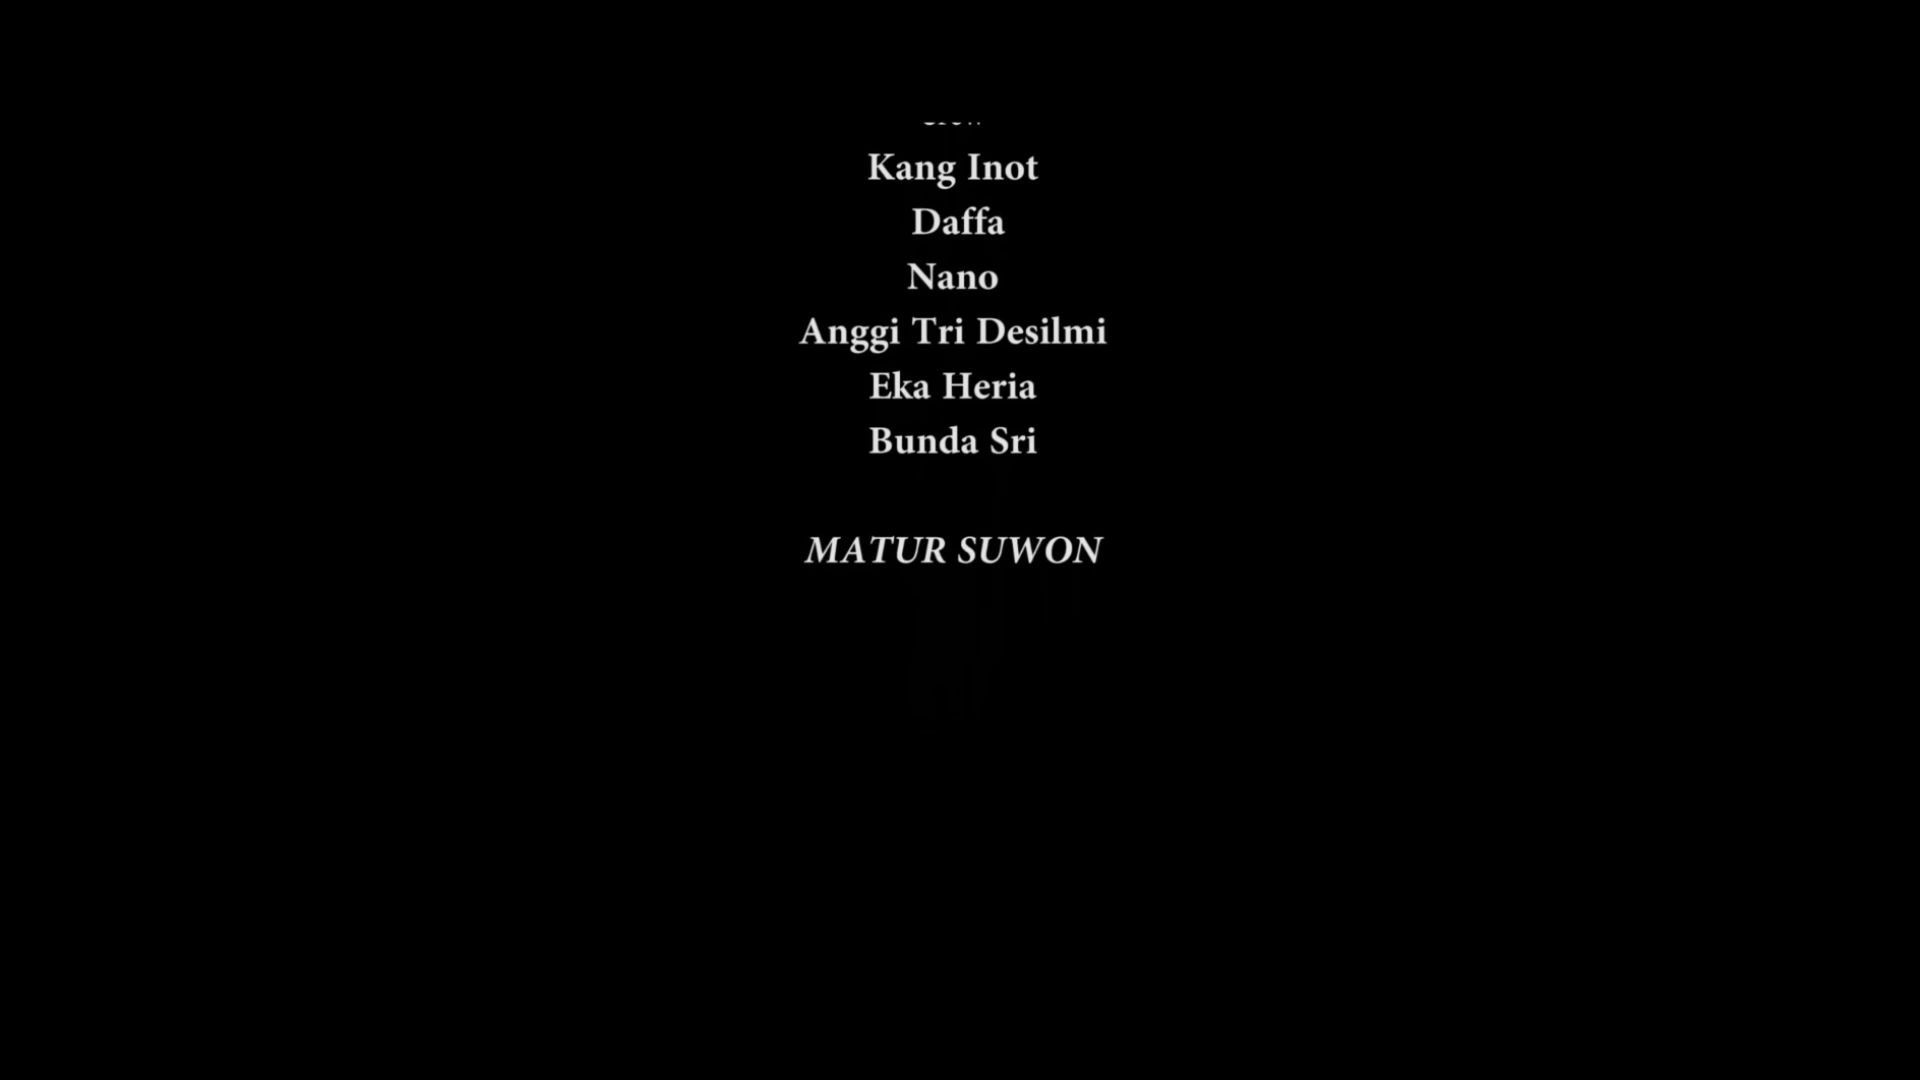 Kang Inot
Daffa
Nano
Anggi Tri Desilmi
Eka Heria
Bunda Sri
MATUR SUWON